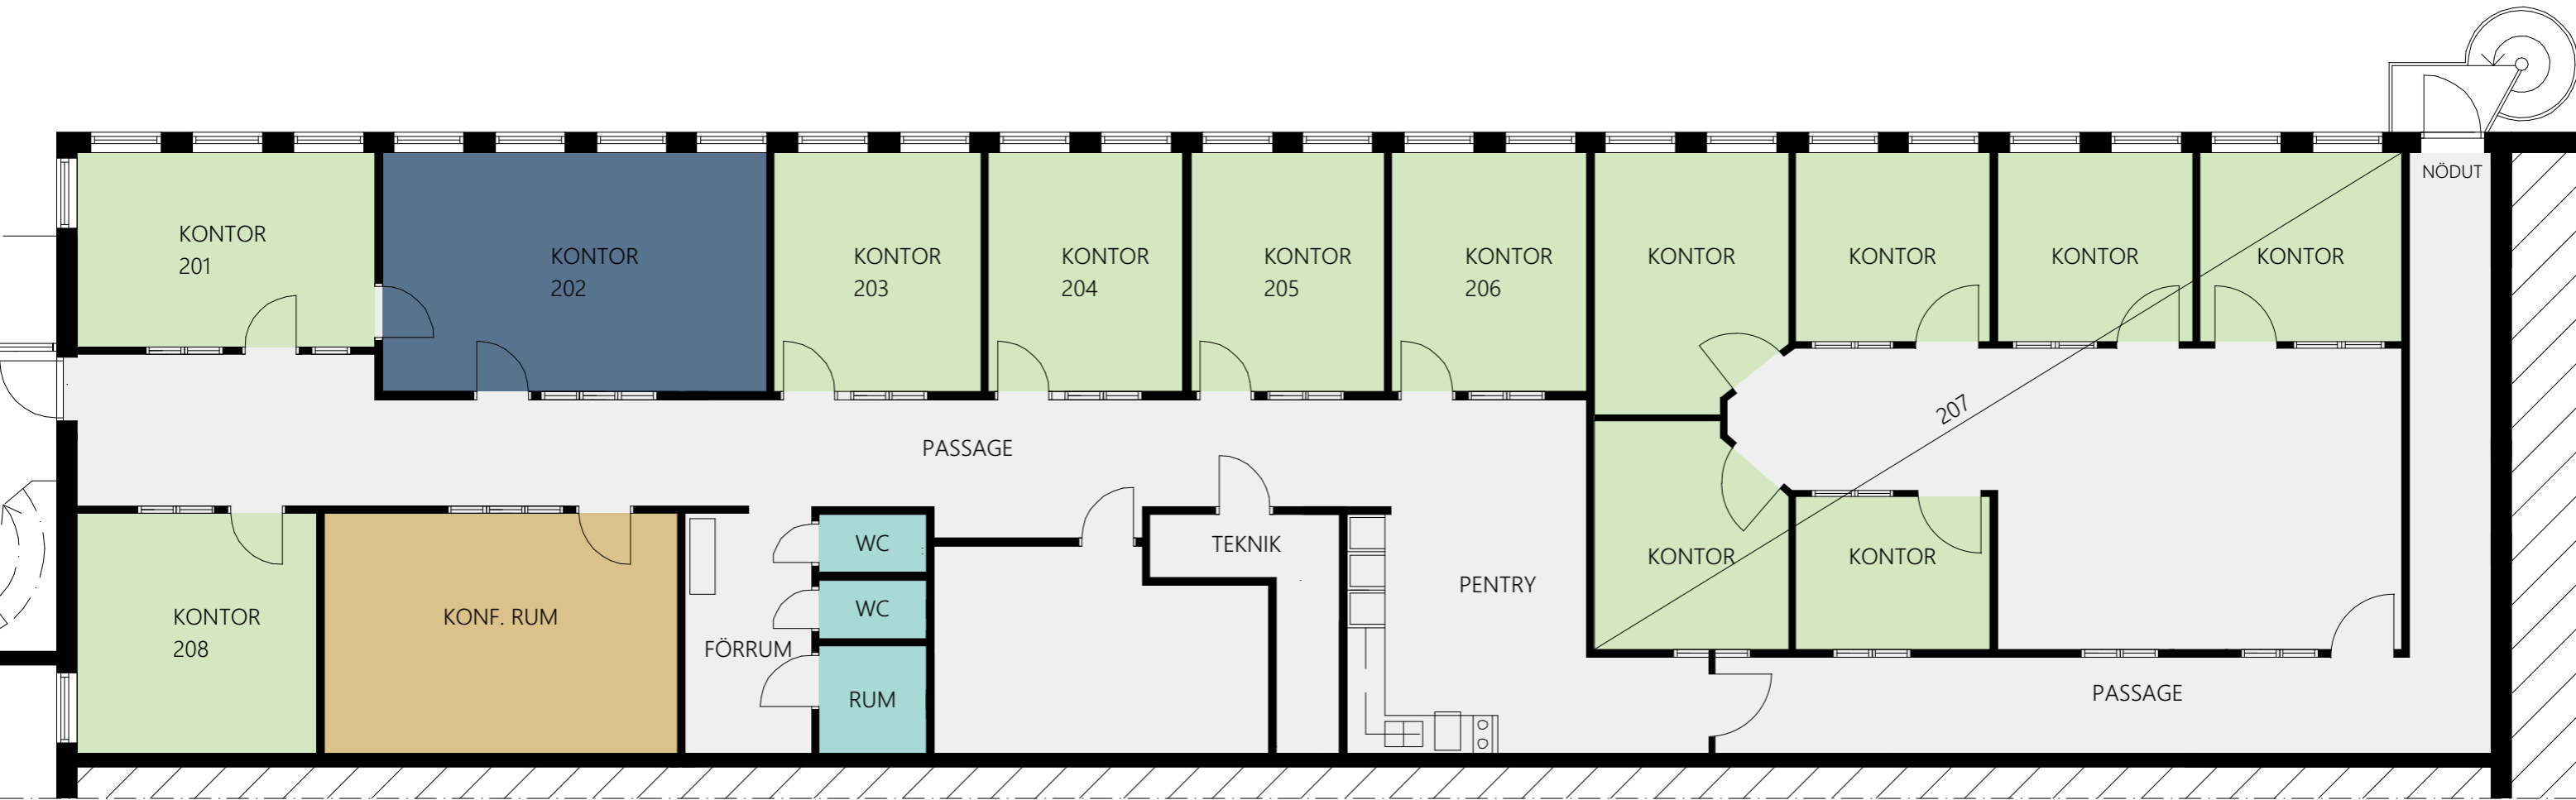 NÖDUT
KONTOR
201
KONTOR
202
KONTOR
203
KONTOR
204
KONTOR
205
KONTOR
206
KONTOR
KONTOR
KONTOR
KONTOR
207
PASSAGE
KONTOR
208
KONF. RUM
FÖRRUM
WC
WC
RUM
TEKNIK
PENTRY
KONTOR
KONTOR
PASSAGE